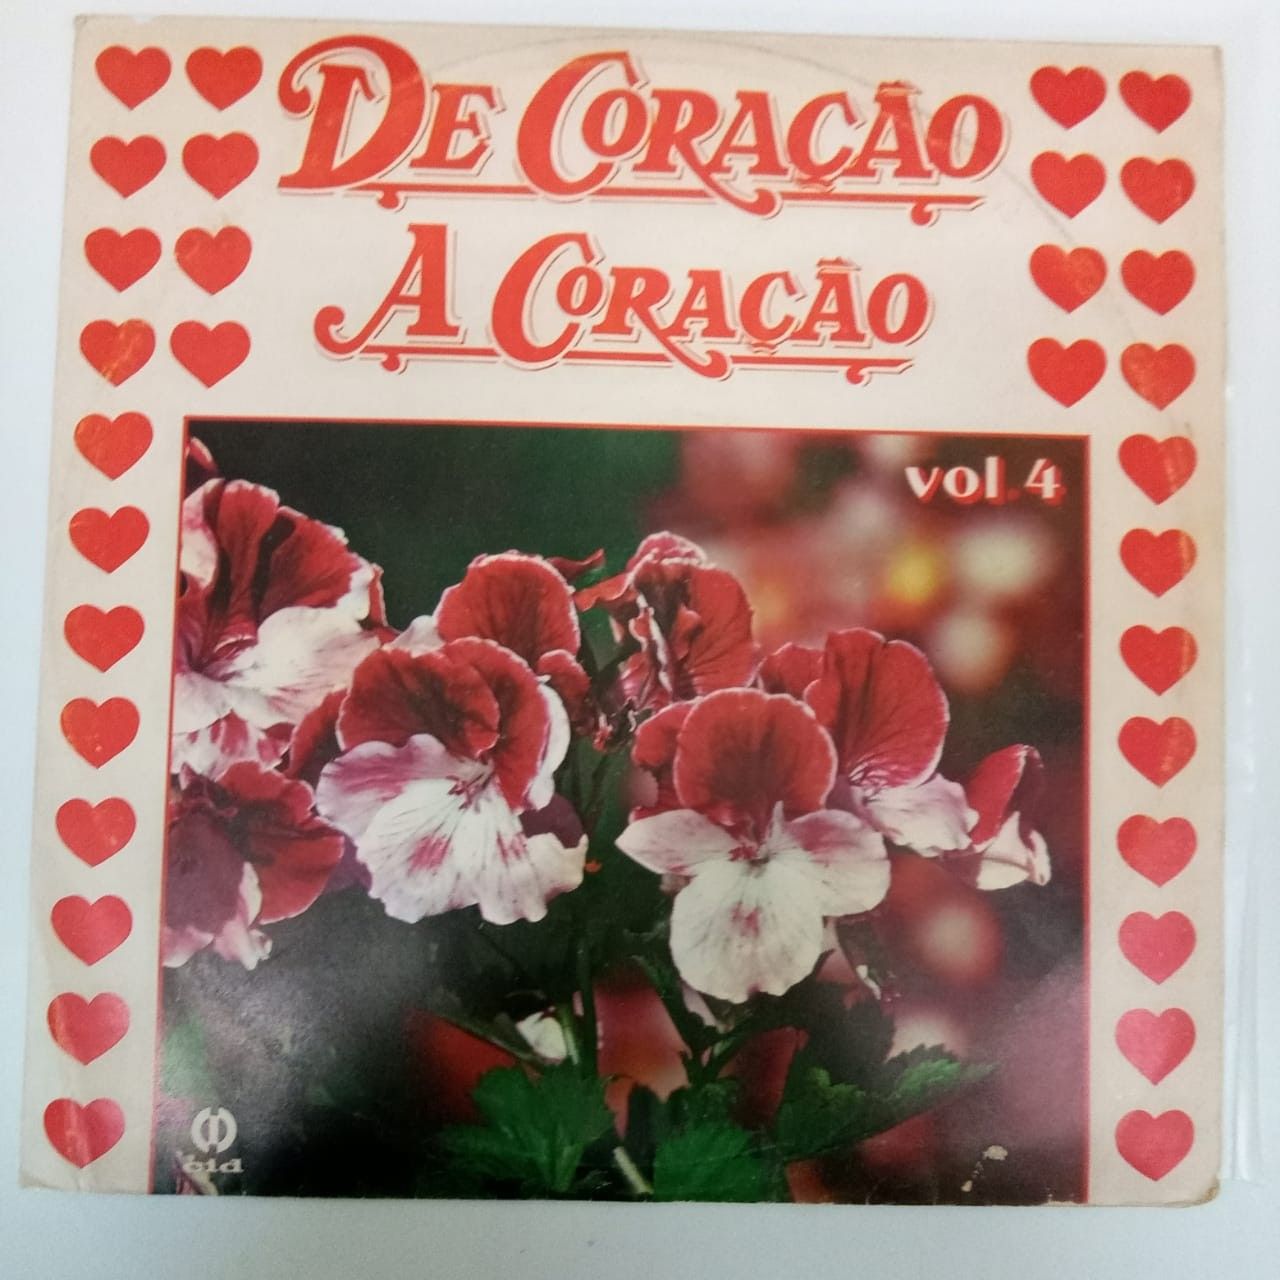 De Coração
A Coração
vol.4
cid